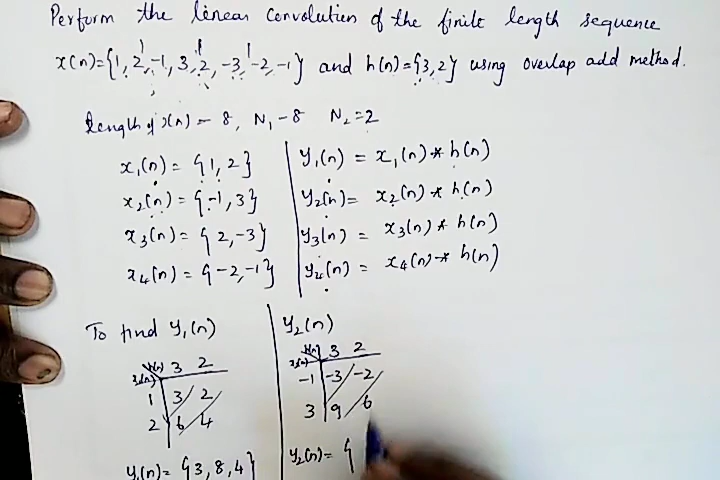 Perform the linear Convolution of the finite length sequence
x(n)={1, 2, -1, 3, 2, -3, -2, -1} and h(n)={3, 2} using overlap add method.
Length of x(n) - 8, N₁ - 8 N₂ = 2
x₁(n) = {1, 2} y₁(n) = x₁(n) * h(n)
x₂(n) = {-1, 3} y₂(n) = x₂(n) * h(n)
x₃(n) = {2, -3} y₃(n) = x₃(n) * h(n)
x₄(n) = {-2, -1} y₄(n) = x₄(n) * h(n)
To find y₁(n)
h(n) 3 2
x₁(n)
1 3 2
2 6 4
y₁(n) = {3, 8, 4}
y₂(n)
h(n) 3 2
x₂(n)
-1 -3 -2
3 9 6
y₂(n) = {